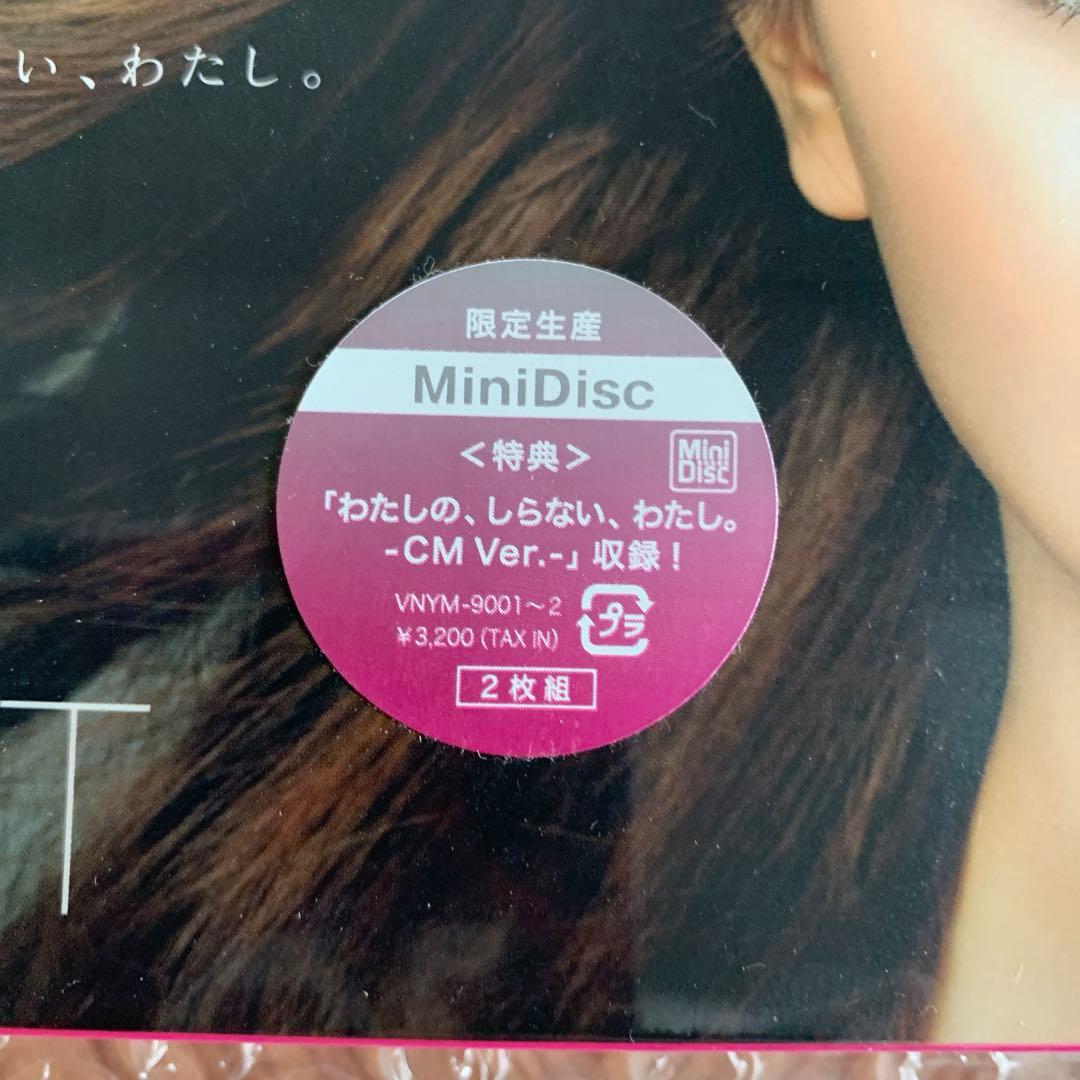 い、わたし。
限定生産
MiniDisc
＜特典＞
Mini Disc
「わたしの、しらない、わたし。
-CM Ver.-」収録！
VNYM-9001～2
￥3,200（TAX IN）
プラ
2枚組
T